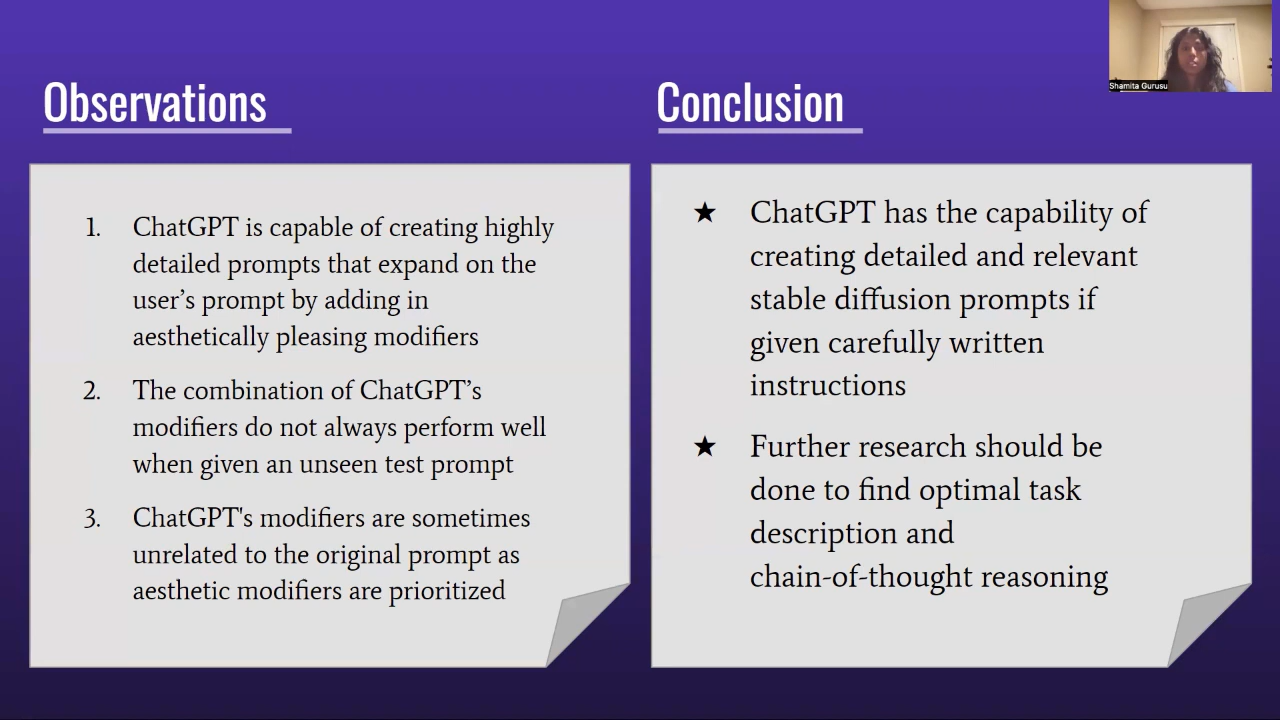 Observations
1. ChatGPT is capable of creating highly
detailed prompts that expand on the
user’s prompt by adding in
aesthetically pleasing modifiers
2. The combination of ChatGPT’s
modifiers do not always perform well
when given an unseen test prompt
3. ChatGPT's modifiers are sometimes
unrelated to the original prompt as
aesthetic modifiers are prioritized
Conclusion
★ ChatGPT has the capability of
creating detailed and relevant
stable diffusion prompts if
given carefully written
instructions
★ Further research should be
done to find optimal task
description and
chain-of-thought reasoning
Shamita Gurusu